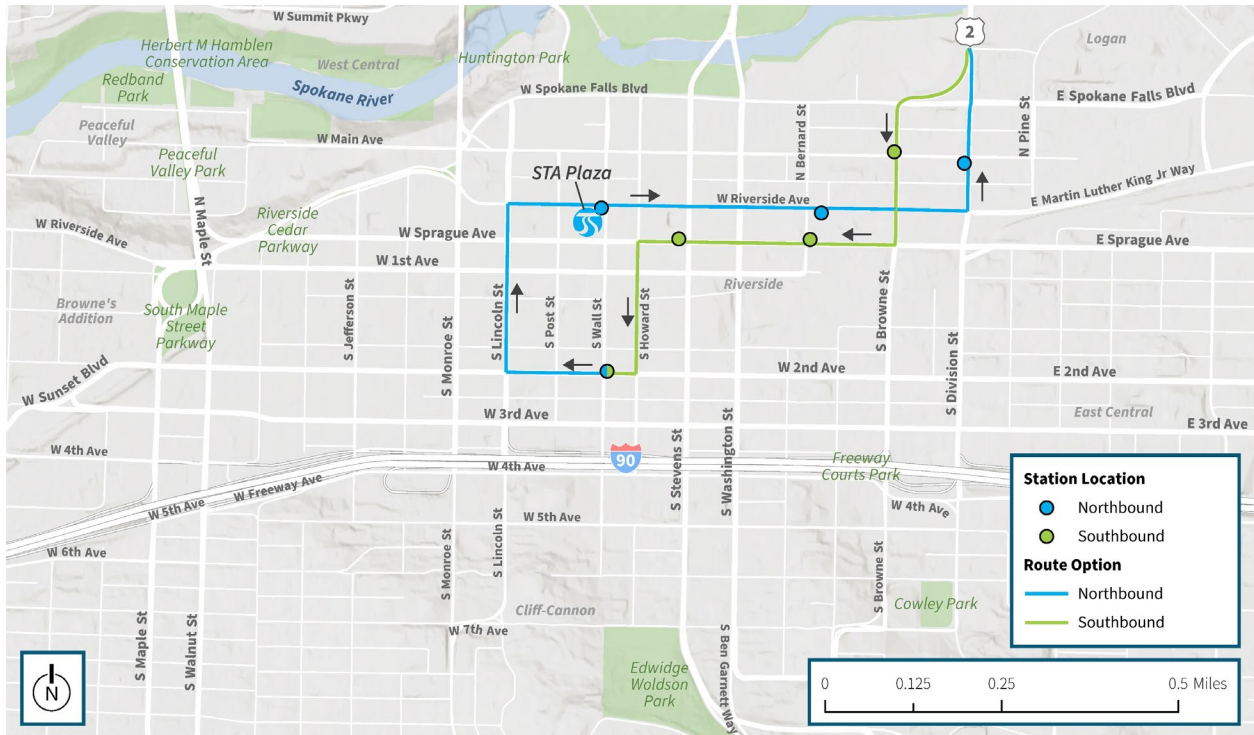 W Summit Pkwy
2
Logan
Herbert M Hamblen
Conservation Area
West Central
Huntington Park
Redband
Park
Spokane River
W Spokane Falls Blvd
E Spokane Falls Blvd
Peaceful
Valley
W Main Ave
N Bernard St
N Pine St
Peaceful
Valley Park
STA Plaza
E Martin Luther King Jr Way
N Maple St
W Riverside Ave
W Riverside Ave
Riverside
Cedar
Parkway
W Sprague Ave
E Sprague Ave
W 1st Ave
Riverside
Browne's
Addition
South Maple
Street
Parkway
S Jefferson St
S Monroe St
S Lincoln St
S Post St
S Wall St
S Howard St
S Browne St
S Division St
W Sunset Blvd
W 2nd Ave
E 2nd Ave
W 3rd Ave
East Central
E 3rd Ave
W 4th Ave
90
W 4th Ave
S Stevens St
S Washington St
Freeway
Courts Park
W Freeway Ave
W 5th Ave
W 5th Ave
W 4th Ave
W 6th Ave
S Monroe St
S Lincoln St
S Browne St
Cliff-Cannon
Cowley Park
W 7th Ave
S Maple St
S Walnut St
Edwidge
Woldson
Park
S Ben Garnett Way
Station Location
Northbound
Southbound
Route Option
Northbound
Southbound
N
0 0.125 0.25 0.5 Miles